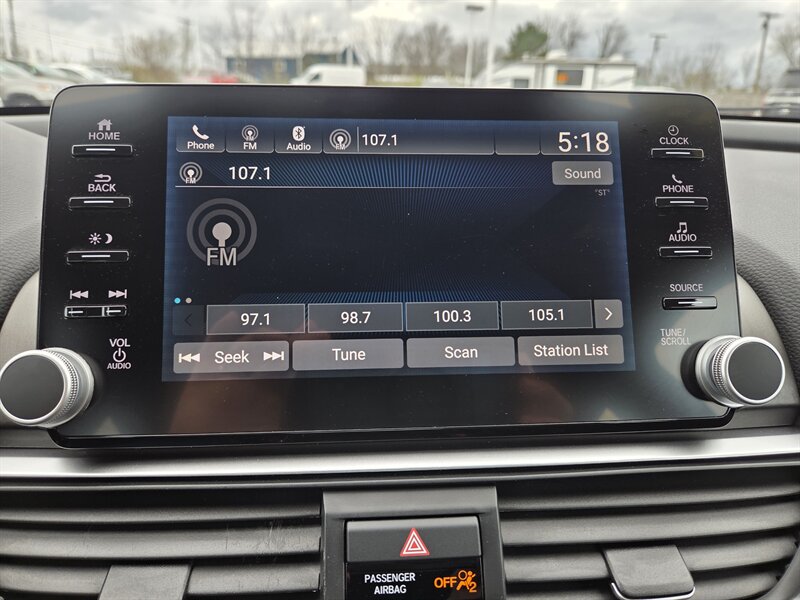 HOME
BACK
VOL
AUDIO
Phone
FM
Audio
FM
107.1
5:18
FM
107.1
Sound
"ST"
FM
97.1
98.7
100.3
105.1
Seek
Tune
Scan
Station List
CLOCK
PHONE
AUDIO
SOURCE
TUNE/
SCROLL
PASSENGER
AIRBAG
OFF
2